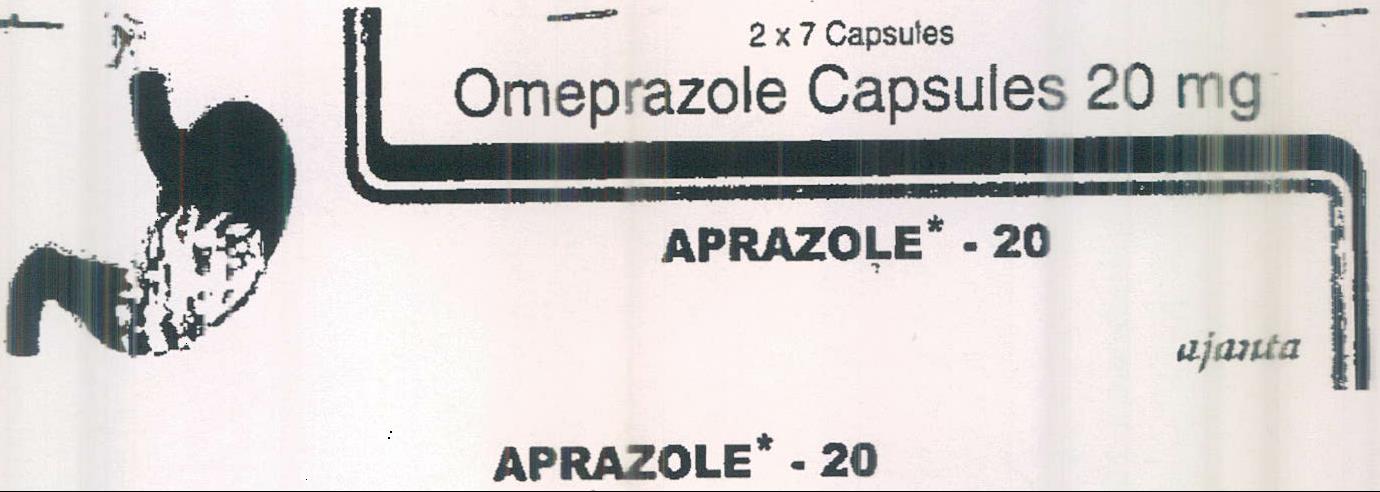 2 x 7 Capsules
Omeprazole Capsules 20 mg
APRAZOLE* - 20
ajanta
APRAZOLE* - 20